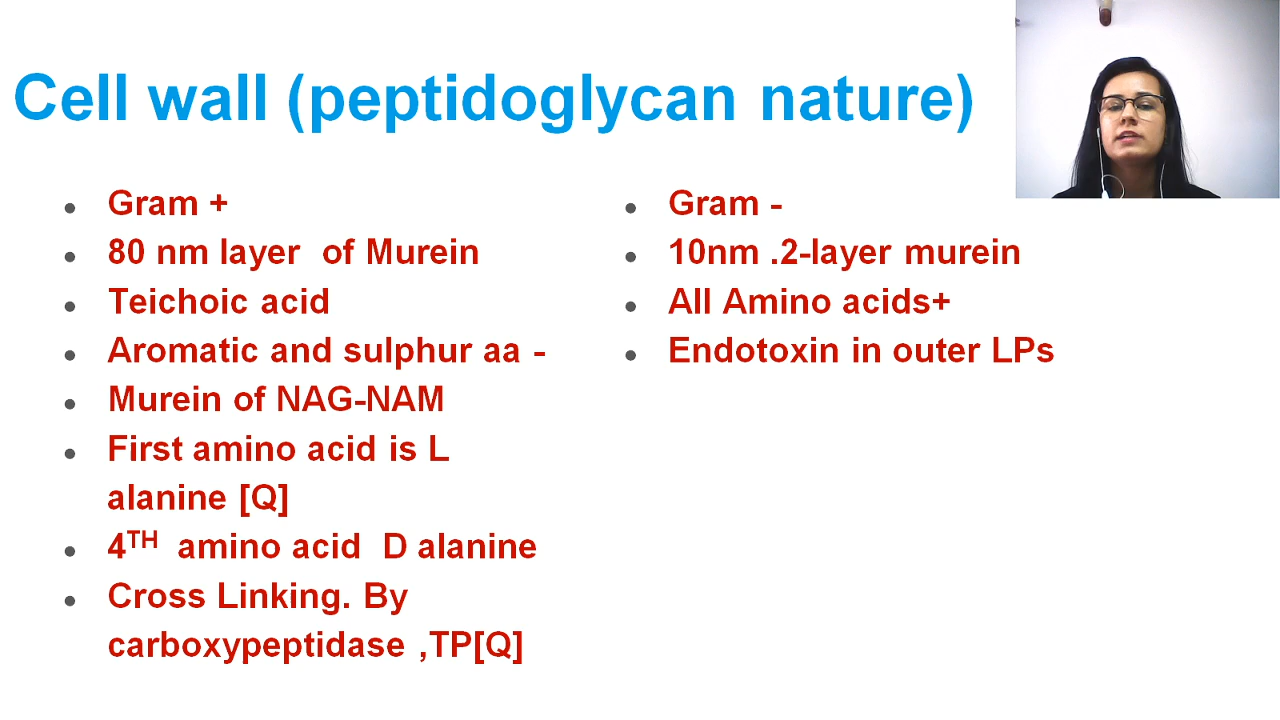 Cell wall (peptidoglycan nature)
Gram +
80 nm layer of Murein
Teichoic acid
Aromatic and sulphur aa -
Murein of NAG-NAM
First amino acid is L
alanine [Q]
4TH amino acid D alanine
Cross Linking. By
carboxypeptidase ,TP[Q]
Gram -
10nm .2-layer murein
All Amino acids+
Endotoxin in outer LPs